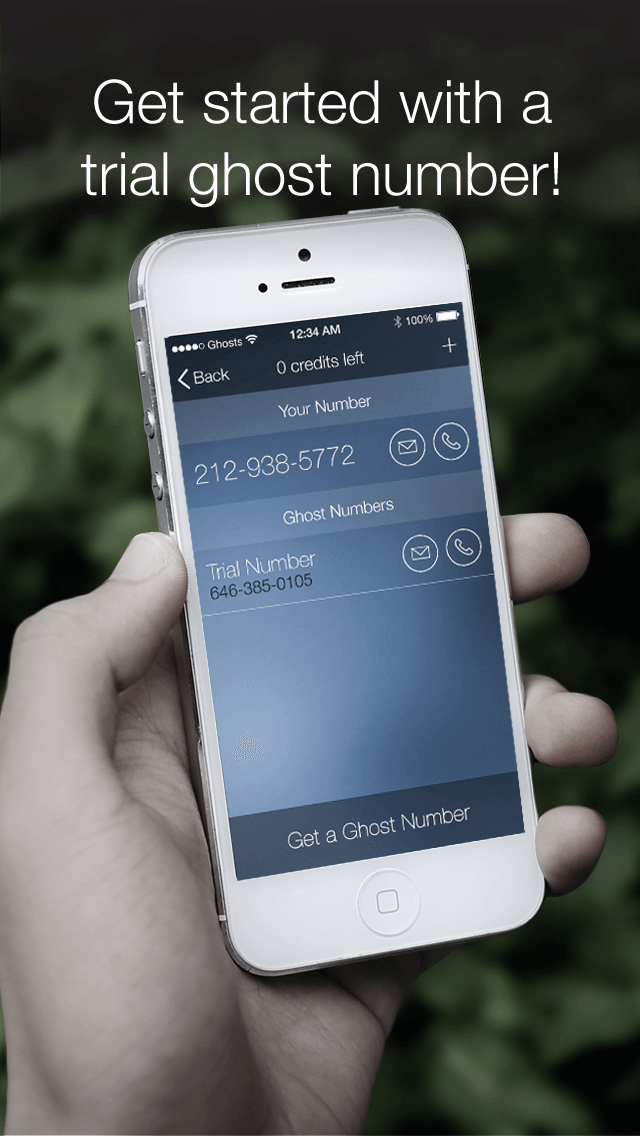 Get started with a
trial ghost number!
Ghosts 12:34 AM 100%
Back 0 credits left +
Your Number
212-938-5772
Ghost Numbers
Trial Number
646-385-0105
Get a Ghost Number